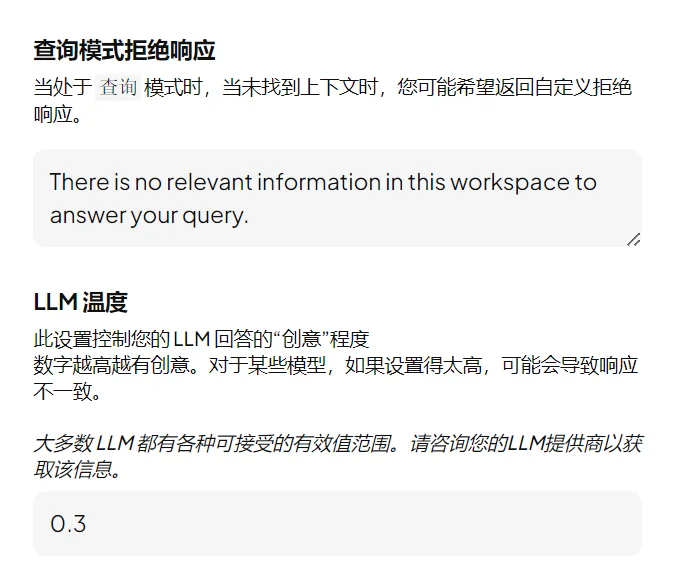 查询模式拒绝响应
当处于 查询 模式时，当未找到上下文时，您可能希望返回自定义拒绝
响应。
There is no relevant information in this workspace to
answer your query.
LLM 温度
此设置控制您的 LLM 回答的“创意”程度
数字越高越有创意。对于某些模型，如果设置得太高，可能会导致响应
不一致。
大多数 LLM 都有各种可接受的有效值范围。请咨询您的LLM提供商以获
取该信息。
0.3